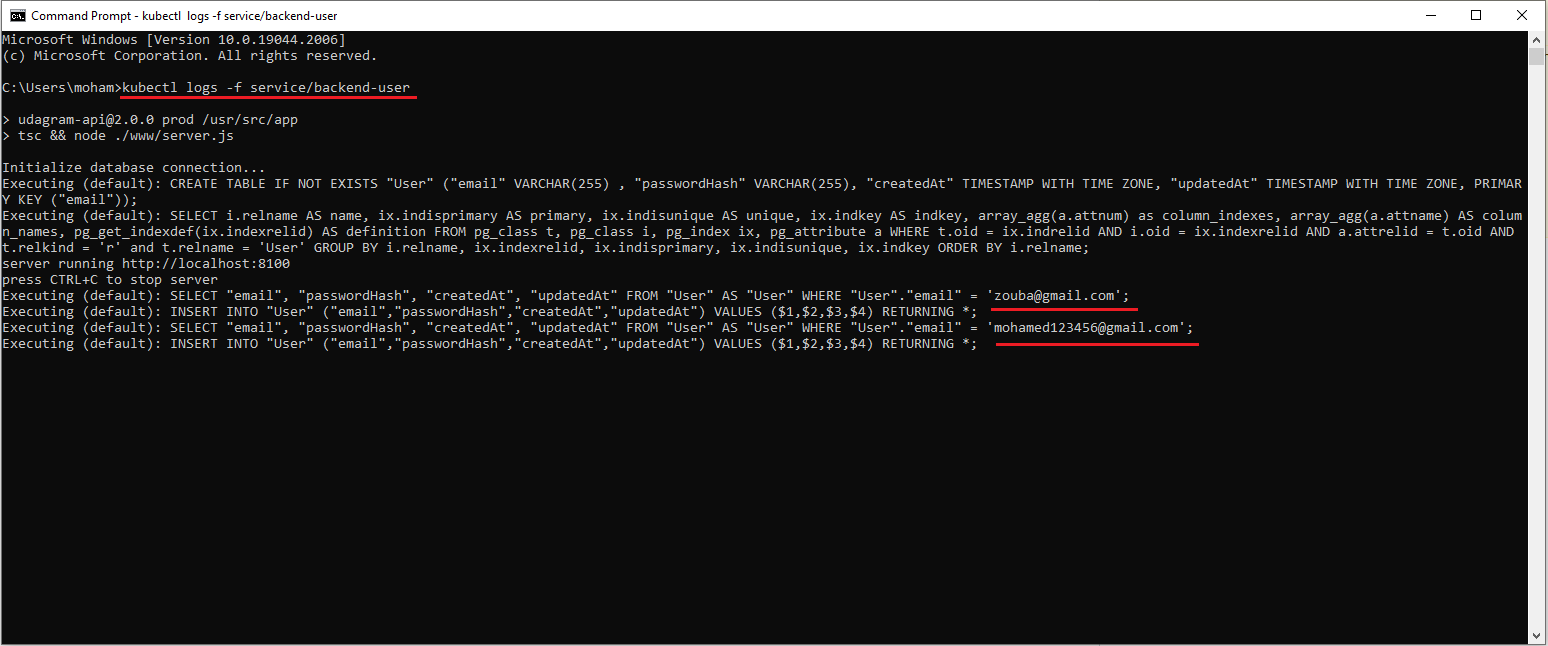 Command Prompt - kubectl  logs -f service/backend-user
Microsoft Windows [Version 10.0.19044.2006]
(c) Microsoft Corporation. All rights reserved.
C:\Users\moham>kubectl logs -f service/backend-user
> udagram-api@2.0.0 prod /usr/src/app
> tsc && node ./www/server.js
Initialize database connection...
Executing (default): CREATE TABLE IF NOT EXISTS "User" ("email" VARCHAR(255) , "passwordHash" VARCHAR(255), "createdAt" TIMESTAMP WITH TIME ZONE, "updatedAt" TIMESTAMP WITH TIME ZONE, PRIMAR
Y KEY ("email"));
Executing (default): SELECT i.relname AS name, ix.indisprimary AS primary, ix.indisunique AS unique, ix.indkey AS indkey, array_agg(a.attnum) as column_indexes, array_agg(a.attname) AS colum
n_names, pg_get_indexdef(ix.indexrelid) AS definition FROM pg_class t, pg_class i, pg_index ix, pg_attribute a WHERE t.oid = ix.indrelid AND i.oid = ix.indexrelid AND a.attrelid = t.oid AND
t.relkind = 'r' and t.relname = 'User' GROUP BY i.relname, ix.indexrelid, ix.indisprimary, ix.indisunique, ix.indkey ORDER BY i.relname;
server running http://localhost:8100
press CTRL+C to stop server
Executing (default): SELECT "email", "passwordHash", "createdAt", "updatedAt" FROM "User" AS "User" WHERE "User"."email" = 'zouba@gmail.com';
Executing (default): INSERT INTO "User" ("email","passwordHash","createdAt","updatedAt") VALUES ($1,$2,$3,$4) RETURNING *;
Executing (default): SELECT "email", "passwordHash", "createdAt", "updatedAt" FROM "User" AS "User" WHERE "User"."email" = 'mohamed123456@gmail.com';
Executing (default): INSERT INTO "User" ("email","passwordHash","createdAt","updatedAt") VALUES ($1,$2,$3,$4) RETURNING *;